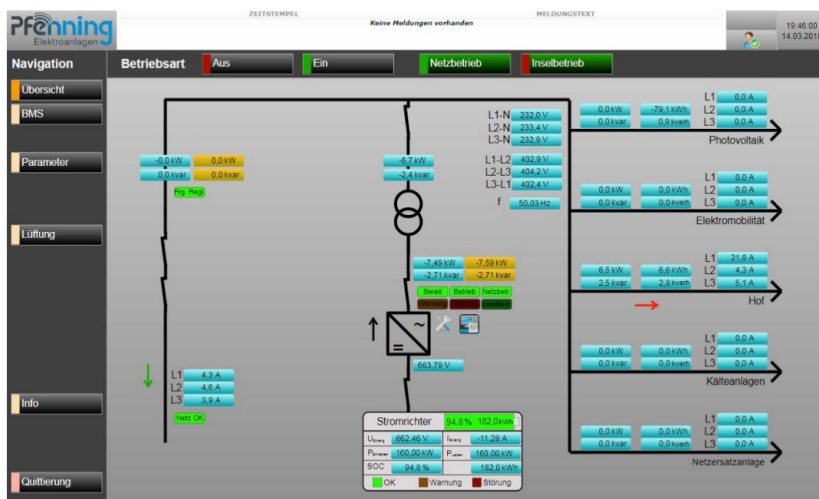 Pfenning
Elektroanlagen
ZEITSTEMPEL MELDUNGSTEXT
Keine Meldungen vorhanden
19:46:00
14.03.2018
Navigation
Betriebsart Aus Ein Netzbetrieb Inselbetrieb
Übersicht
BMS
Parameter
Lüftung
Info
Quittierung
-0,0 kW 0,0 kW
0,0 kvar 0,0 kvar
Frg. Regl.
L1 4,3 A
L2 4,6 A
L3 3,9 A
Netz OK
-6,7 kW
-2,4 kvar
L1-N 232,0 V
L2-N 233,4 V
L3-N 232,9 V
L1-L2 402,9 V
L2-L3 404,2 V
L3-L1 402,4 V
f 50,03 Hz
-7,49 kW -7,59 kW
-2,71 kvar -2,71 kvar
Bereit Betrieb Netzbetr.
Warnung
663,79 V
Stromrichter 94,8 % 182,0 kWh
662,46 V -11,28 A
160,00 kW 160,00 kW
SOC 94,8 % 182,0 kWh
OK Warnung Störung
L1 0,0 A
0,0 kW -79,1 kWh L2 0,0 A
0,0 kvar 0,9 kvarh L3 0,0 A
Photovoltaik
L1 0,0 A
0,0 kW 0,0 kWh L2 0,0 A
0,0 kvar 0,0 kvarh L3 0,0 A
Elektromobilität
L1 21,8 A
6,5 kW 6,6 kWh L2 4,3 A
2,5 kvar 2,8 kvarh L3 5,1 A
Hof
L1 0,0 A
0,0 kW 0,0 kWh L2 0,0 A
0,0 kvar 0,0 kvarh L3 0,0 A
Kälteanlagen
L1 0,0 A
0,0 kW 0,0 kWh L2 0,0 A
0,0 kvar 0,0 kvarh L3 0,0 A
Netzersatzanlage